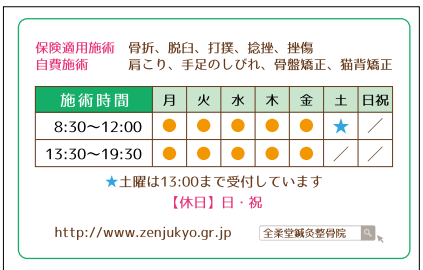 保険適用施術 骨折、脱臼、打撲、捻挫、挫傷
自費施術 肩こり、手足のしびれ、骨盤矯正、猫背矯正
施術時間 月 火 水 木 金 土 日祝
8:30〜12:00 ● ● ● ● ● ★ ／
13:30〜19:30 ● ● ● ● ● ／ ／
★土曜は13:00まで受付しています
【休日】日・祝
http://www.zenjukyo.gr.jp 全柔堂鍼灸整骨院